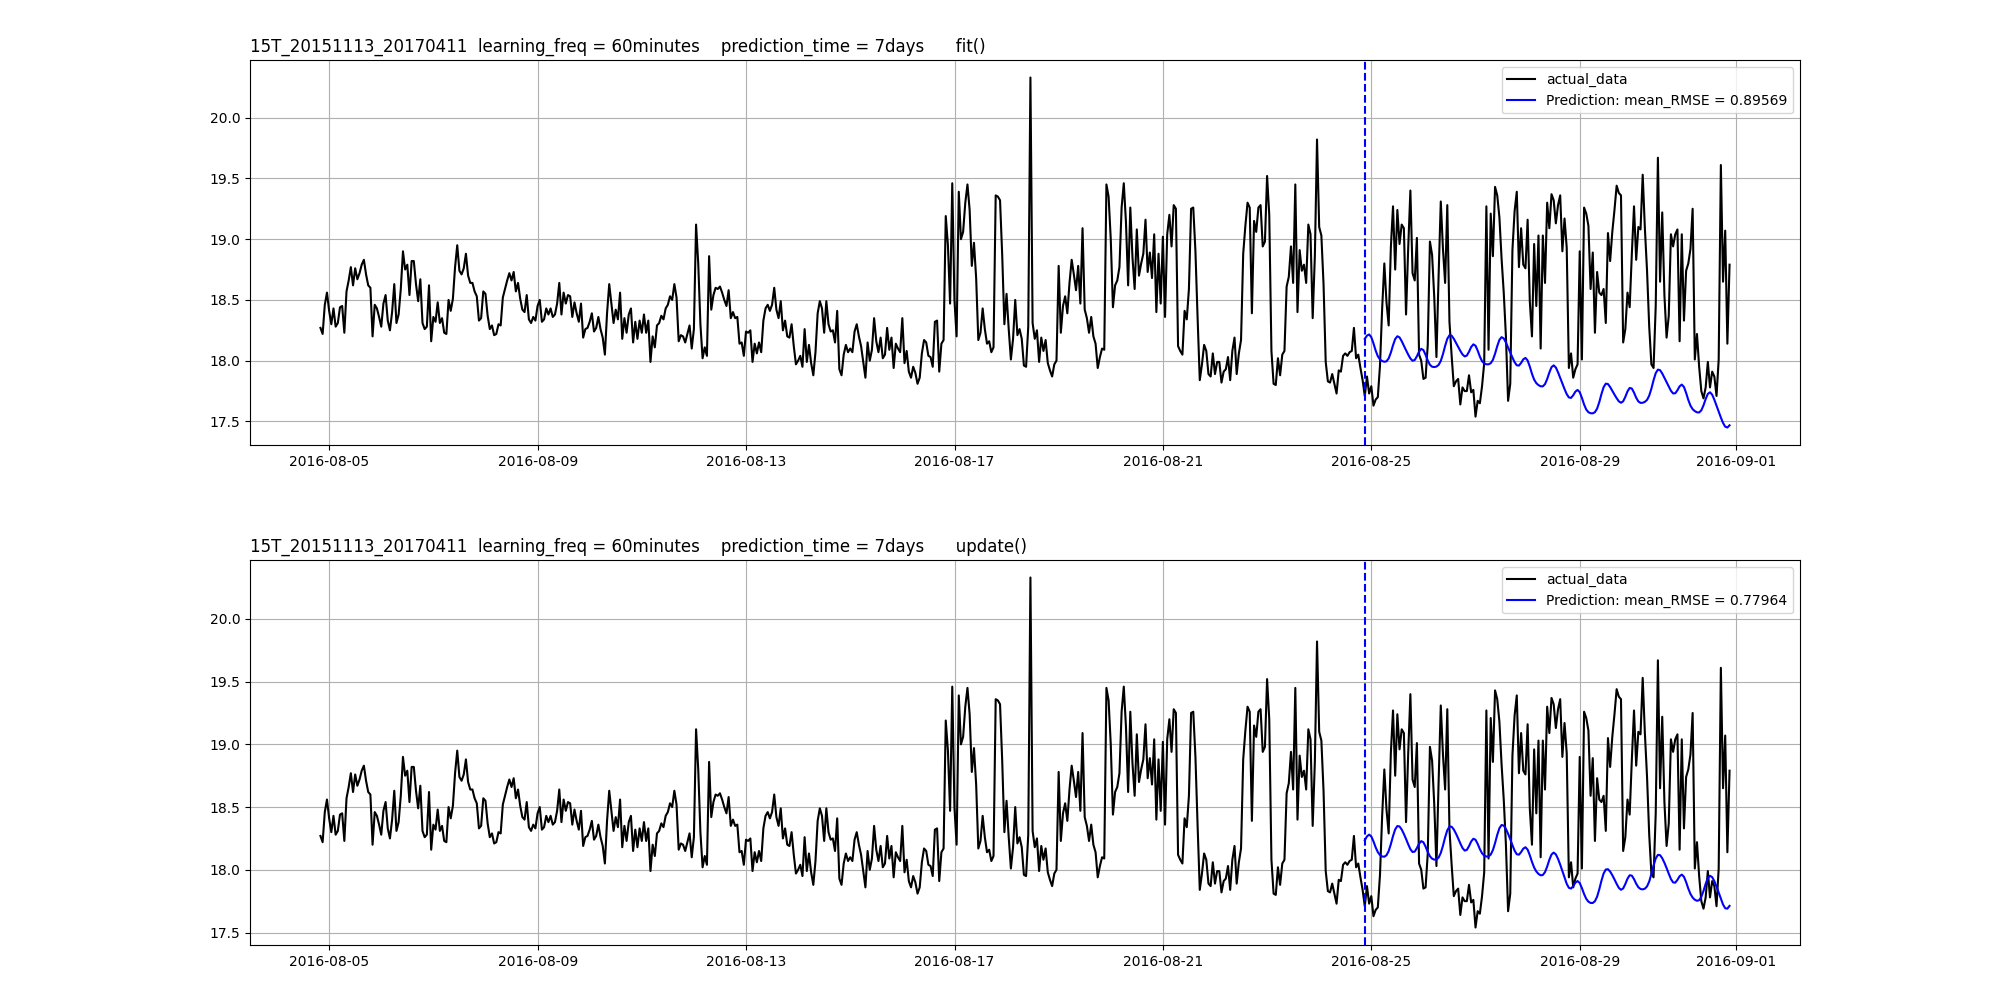 15T_20151113_20170411  learning_freq = 60minutes    prediction_time = 7days      fit()
actual_data
Prediction: mean_RMSE = 0.89569
20.0
19.5
19.0
18.5
18.0
17.5
2016-08-05 2016-08-09 2016-08-13 2016-08-17 2016-08-21 2016-08-25 2016-08-29 2016-09-01
15T_20151113_20170411  learning_freq = 60minutes    prediction_time = 7days      update()
actual_data
Prediction: mean_RMSE = 0.77964
20.0
19.5
19.0
18.5
18.0
17.5
2016-08-05 2016-08-09 2016-08-13 2016-08-17 2016-08-21 2016-08-25 2016-08-29 2016-09-01